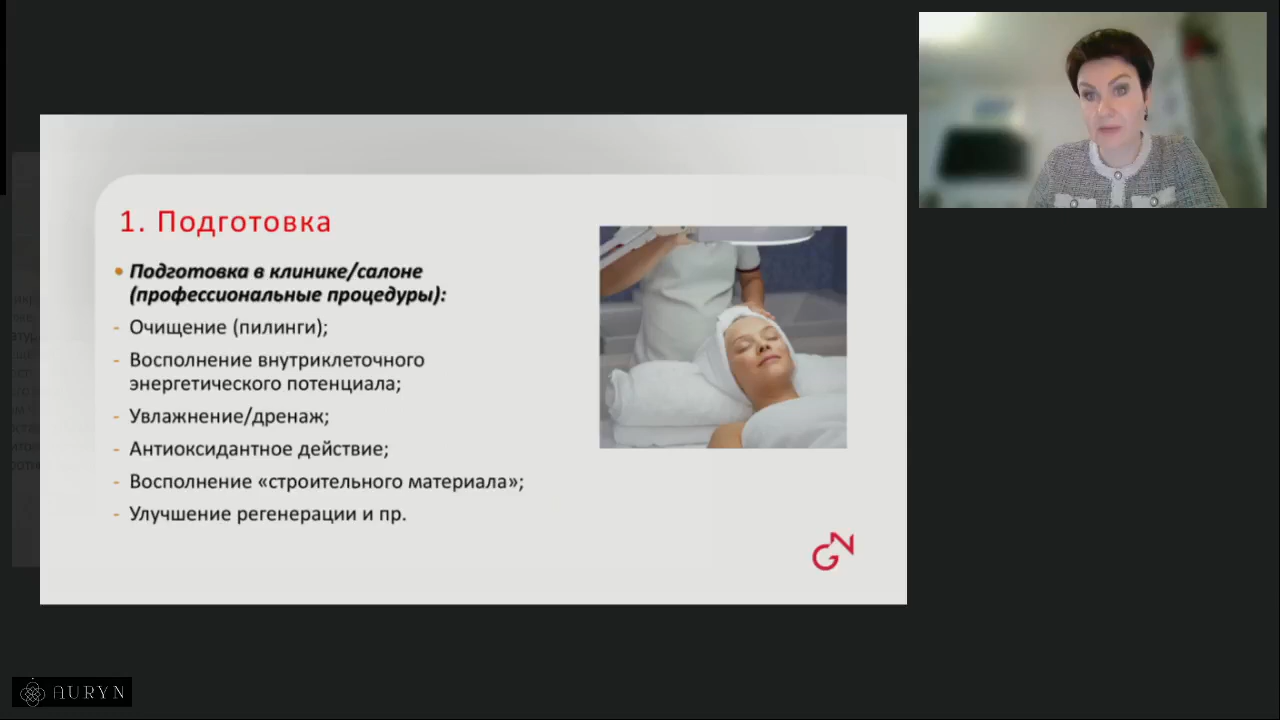 1. Подготовка
• Подготовка в клинике/салоне
(профессиональные процедуры):
- Очищение (пилинги);
- Восполнение внутриклеточного
энергетического потенциала;
- Увлажнение/дренаж;
- Антиоксидантное действие;
- Восполнение «строительного материала»;
- Улучшение регенерации и пр.
GN
AURYN